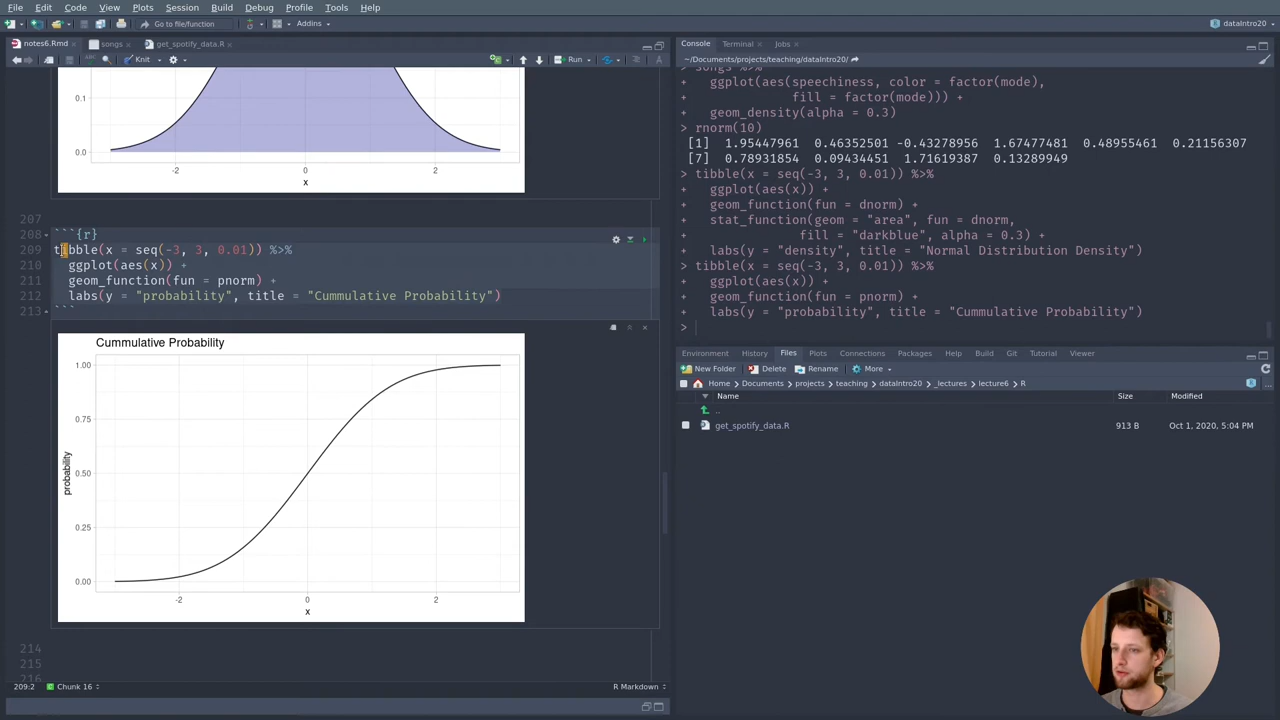 File Edit Code View Plots Session Build Debug Profile Tools Help
Go to file/function Addins dataIntro20
notes6.Rmd songs get_spotify_data.R
Knit Run
0.1
0.0
-2 0 2
x
207
208 ```{r}
209 tibble(x = seq(-3, 3, 0.01)) %>%
210 ggplot(aes(x)) +
211 geom_function(fun = pnorm) +
212 labs(y = "probability", title = "Cummulative Probability")
213 ```
Cummulative Probability
1.00
0.75
0.50
0.25
0.00
probability
-2 0 2
x
214
215
216
209:2 Chunk 16 R Markdown
Console Terminal Jobs
~/Documents/projects/teaching/dataIntro20/
songs %>%
+ ggplot(aes(speechiness, color = factor(mode),
+ fill = factor(mode))) +
+ geom_density(alpha = 0.3)
> rnorm(10)
[1] 1.95447961 0.46352501 -0.43278956 1.67477481 0.48955461 0.21156307
[7] 0.78931854 0.09434451 1.71619387 0.13289949
> tibble(x = seq(-3, 3, 0.01)) %>%
+ ggplot(aes(x)) +
+ geom_function(fun = dnorm) +
+ stat_function(geom = "area", fun = dnorm,
+ fill = "darkblue", alpha = 0.3) +
+ labs(y = "density", title = "Normal Distribution Density")
> tibble(x = seq(-3, 3, 0.01)) %>%
+ ggplot(aes(x)) +
+ geom_function(fun = pnorm) +
+ labs(y = "probability", title = "Cummulative Probability")
>
Environment History Files Plots Connections Packages Help Build Git Tutorial Viewer
New Folder Delete Rename More
Home Documents projects teaching dataIntro20 _lectures lecture6 R
Name Size Modified
..
get_spotify_data.R 913 B Oct 1, 2020, 5:04 PM